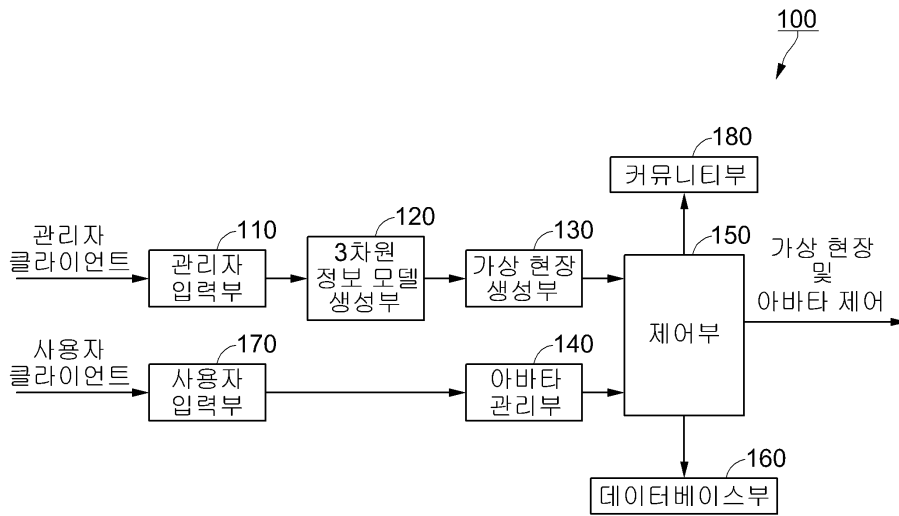 100
180
커뮤니티부
관리자
클라이언트
110
관리자
입력부
120
3차원
정보 모델
생성부
130
가상 현장
생성부
150
제어부
가상 현장
및
아바타 제어
사용자
클라이언트
170
사용자
입력부
140
아바타
관리부
160
데이터베이스부